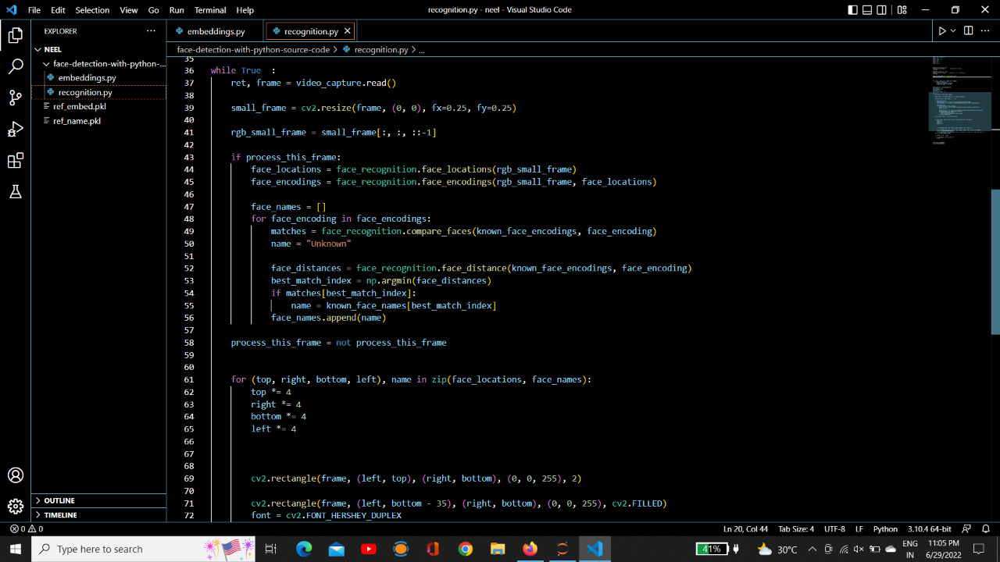 File Edit Selection View Go Run Terminal Help
recognition.py - neel - Visual Studio Code
EXPLORER
NEEL
face-detection-with-python-...
embeddings.py
recognition.py
ref_embed.pkl
ref_name.pkl
OUTLINE
TIMELINE
embeddings.py
recognition.py
face-detection-with-python-source-code > recognition.py > ...
35
36 while True :
37 ret, frame = video_capture.read()
38
39 small_frame = cv2.resize(frame, (0, 0), fx=0.25, fy=0.25)
40
41 rgb_small_frame = small_frame[:, :, ::-1]
42
43 if process_this_frame:
44 face_locations = face_recognition.face_locations(rgb_small_frame)
45 face_encodings = face_recognition.face_encodings(rgb_small_frame, face_locations)
46
47 face_names = []
48 for face_encoding in face_encodings:
49 matches = face_recognition.compare_faces(known_face_encodings, face_encoding)
50 name = "Unknown"
51
52 face_distances = face_recognition.face_distance(known_face_encodings, face_encoding)
53 best_match_index = np.argmin(face_distances)
54 if matches[best_match_index]:
55 name = known_face_names[best_match_index]
56 face_names.append(name)
57
58 process_this_frame = not process_this_frame
59
60
61 for (top, right, bottom, left), name in zip(face_locations, face_names):
62 top *= 4
63 right *= 4
64 bottom *= 4
65 left *= 4
66
67
68
69 cv2.rectangle(frame, (left, top), (right, bottom), (0, 0, 255), 2)
70
71 cv2.rectangle(frame, (left, bottom - 35), (right, bottom), (0, 0, 255), cv2.FILLED)
72 font = cv2.FONT_HERSHEY_DUPLEX
0 0
Ln 20, Col 44 Tab Size: 4 UTF-8 LF Python 3.10.4 64-bit
Type here to search
41%
30°C
ENG
IN
11:05 PM
6/29/2022